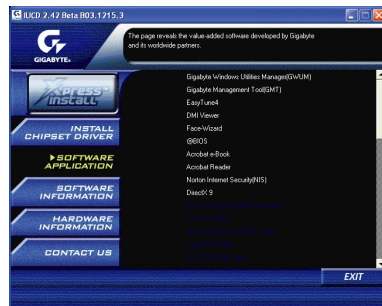 IUCD 2.42 Beta B03.1215.3
GIGABYTE
The page reveals the value-added software developed by Gigabyte
and its worldwide partners.
Xpress
INSTALL
INSTALL
CHIPSET DRIVER
SOFTWARE
APPLICATION
SOFTWARE
INFORMATION
HARDWARE
INFORMATION
CONTACT US
Gigabyte Windows Utilities Manager(GWUM)
Gigabyte Management Tool(GMT)
EasyTune4
DMI Viewer
Face-Wizard
@BIOS
Acrobat e-Book
Acrobat Reader
Norton Internet Security(NIS)
DirectX 9
EXIT